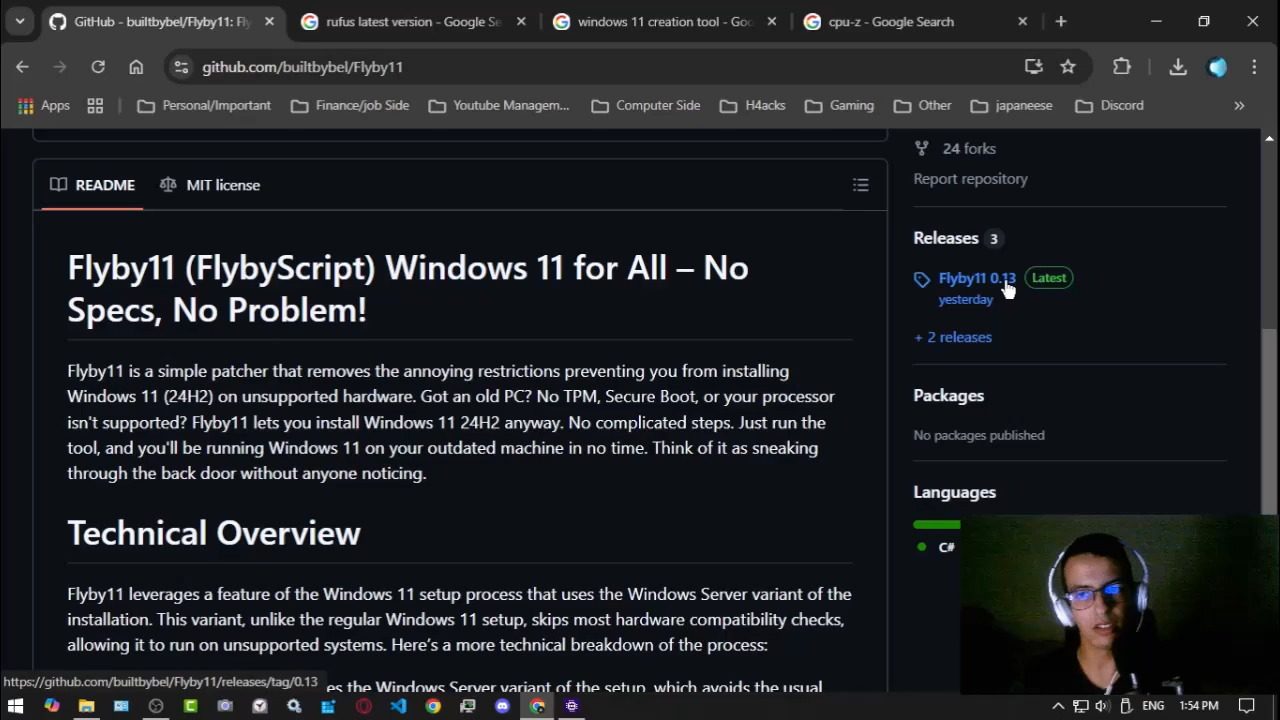 GitHub - builtbybel/Flyby11: Fly
rufus latest version - Google Se
windows 11 creation tool - Goo
cpu-z - Google Search
github.com/builtbybel/Flyby11
Apps
Personal/Important
Finance/job Side
Youtube Managem...
Computer Side
H4acks
Gaming
Other
japaneese
Discord
24 forks
Report repository
README
MIT license
Releases 3
Flyby11 0.13 Latest
yesterday
+ 2 releases
Flyby11 (FlybyScript) Windows 11 for All – No
Specs, No Problem!
Flyby11 is a simple patcher that removes the annoying restrictions preventing you from installing
Windows 11 (24H2) on unsupported hardware. Got an old PC? No TPM, Secure Boot, or your processor
isn't supported? Flyby11 lets you install Windows 11 24H2 anyway. No complicated steps. Just run the
tool, and you'll be running Windows 11 on your outdated machine in no time. Think of it as sneaking
through the back door without anyone noticing.
Packages
No packages published
Languages
C#
Technical Overview
Flyby11 leverages a feature of the Windows 11 setup process that uses the Windows Server variant of the
installation. This variant, unlike the regular Windows 11 setup, skips most hardware compatibility checks,
allowing it to run on unsupported systems. Here's a more technical breakdown of the process:
https://github.com/builtbybel/Flyby11/releases/tag/0.13
es the Windows Server variant of the setup, which avoids the usual
ENG
1:54 PM